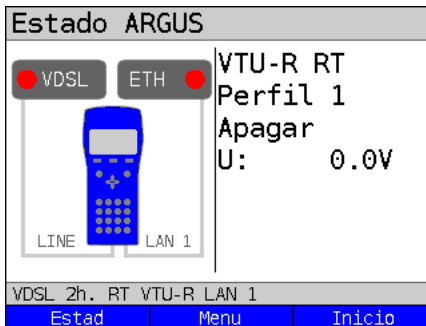 Estado ARGUS
VDSL
ETH
LINE
LAN 1
VTU-R RT
Perfil 1
Apagar
U: 0.0V
VDSL 2h. RT VTU-R LAN 1
Estad
Menu
Inicio